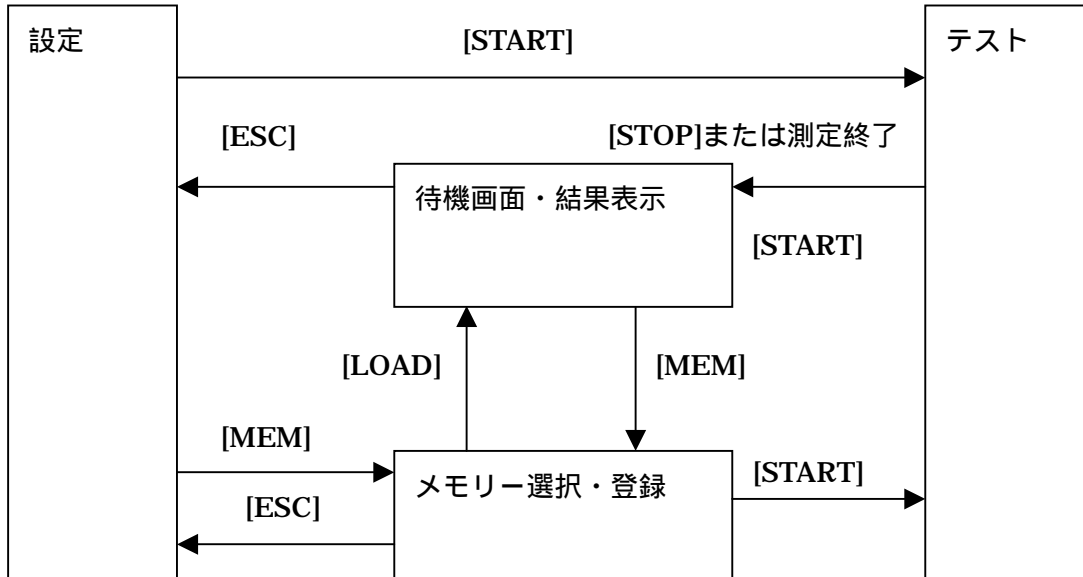 設定
[START]
テスト
[ESC]
[STOP]または測定終了
待機画面・結果表示
[START]
[LOAD]
[MEM]
[MEM]
メモリー選択・登録
[START]
[ESC]